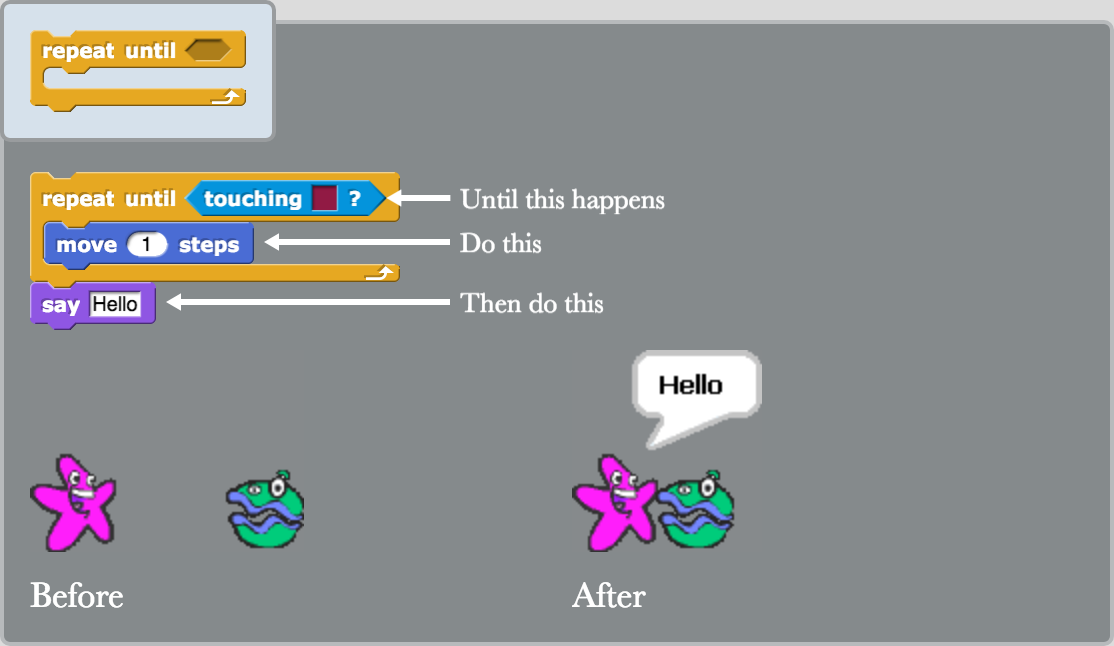 repeat until
repeat until touching ? Until this happens
move 1 steps Do this
say Hello Then do this
Hello
Before After